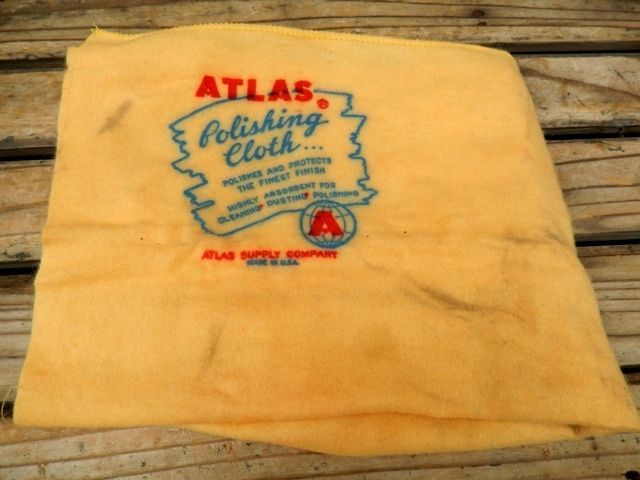 ATLAS®
Polishing
Cloth...
POLISHES AND PROTECTS
THE FINEST FINISH
HIGHLY ABSORBENT FOR
CLEANING DUSTING POLISHING
A
ATLAS SUPPLY COMPANY
MADE IN U.S.A.